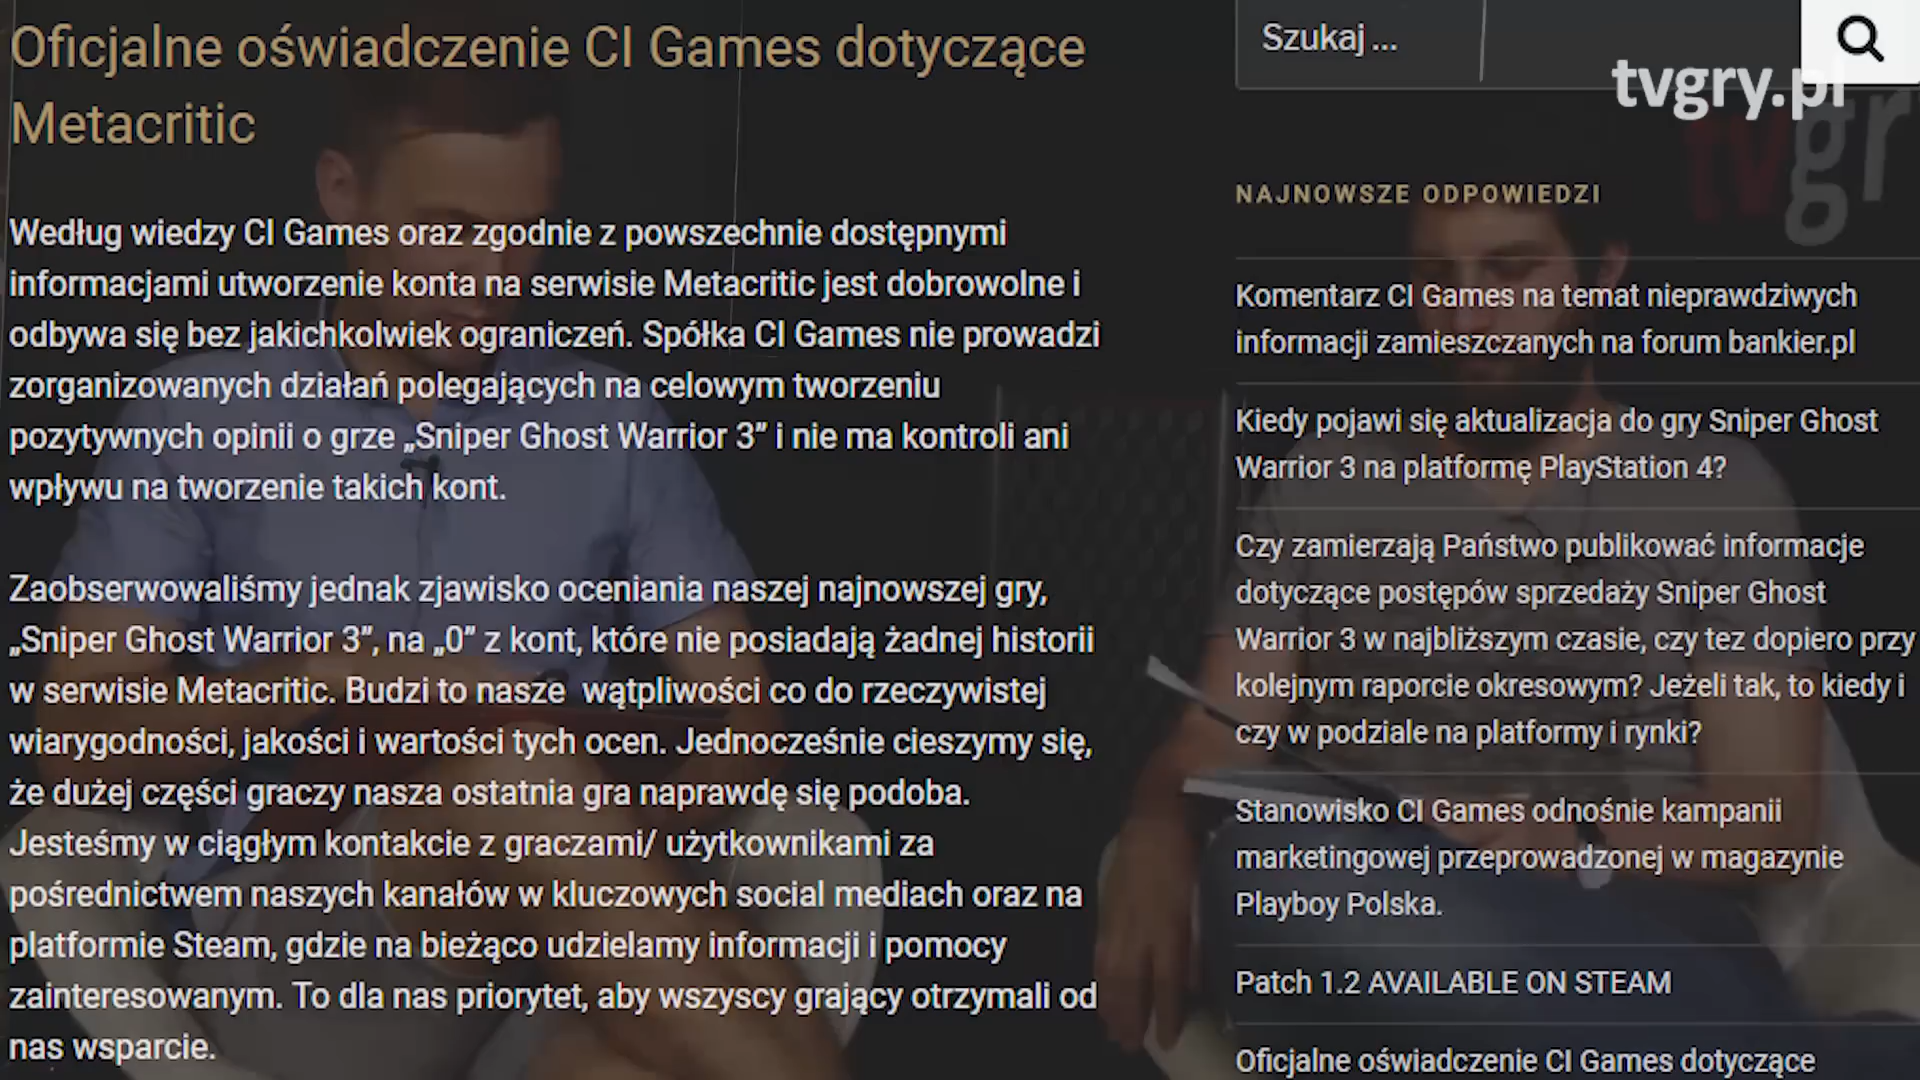 Oficjalne oświadczenie CI Games dotyczące
Metacritic
Według wiedzy CI Games oraz zgodnie z powszechnie dostępnymi
informacjami utworzenie konta na serwisie Metacritic jest dobrowolne i
odbywa się bez jakichkolwiek ograniczeń. Spółka CI Games nie prowadzi
zorganizowanych działań polegających na celowym tworzeniu
pozytywnych opinii o grze „Sniper Ghost Warrior 3” i nie ma kontroli ani
wpływu na tworzenie takich kont.
Zaobserwowaliśmy jednak zjawisko oceniania naszej najnowszej gry,
„Sniper Ghost Warrior 3”, na „0” z kont, które nie posiadają żadnej historii
w serwisie Metacritic. Budzi to nasze  wątpliwości co do rzeczywistej
wiarygodności, jakości i wartości tych ocen. Jednocześnie cieszymy się,
że dużej części graczy nasza ostatnia gra naprawdę się podoba.
Jesteśmy w ciągłym kontakcie z graczami/ użytkownikami za
pośrednictwem naszych kanałów w kluczowych social mediach oraz na
platformie Steam, gdzie na bieżąco udzielamy informacji i pomocy
zainteresowanym. To dla nas priorytet, aby wszyscy grający otrzymali od
nas wsparcie.
Szukaj ...
tvgry.pl
tvgr
NAJNOWSZE ODPOWIEDZI
Komentarz CI Games na temat nieprawdziwych
informacji zamieszczanych na forum bankier.pl
Kiedy pojawi się aktualizacja do gry Sniper Ghost
Warrior 3 na platformę PlayStation 4?
Czy zamierzają Państwo publikować informacje
dotyczące postępów sprzedaży Sniper Ghost
Warrior 3 w najbliższym czasie, czy tez dopiero przy
kolejnym raporcie okresowym? Jeżeli tak, to kiedy i
czy w podziale na platformy i rynki?
Stanowisko CI Games odnośnie kampanii
marketingowej przeprowadzonej w magazynie
Playboy Polska.
Patch 1.2 AVAILABLE ON STEAM
Oficjalne oświadczenie CI Games dotyczące